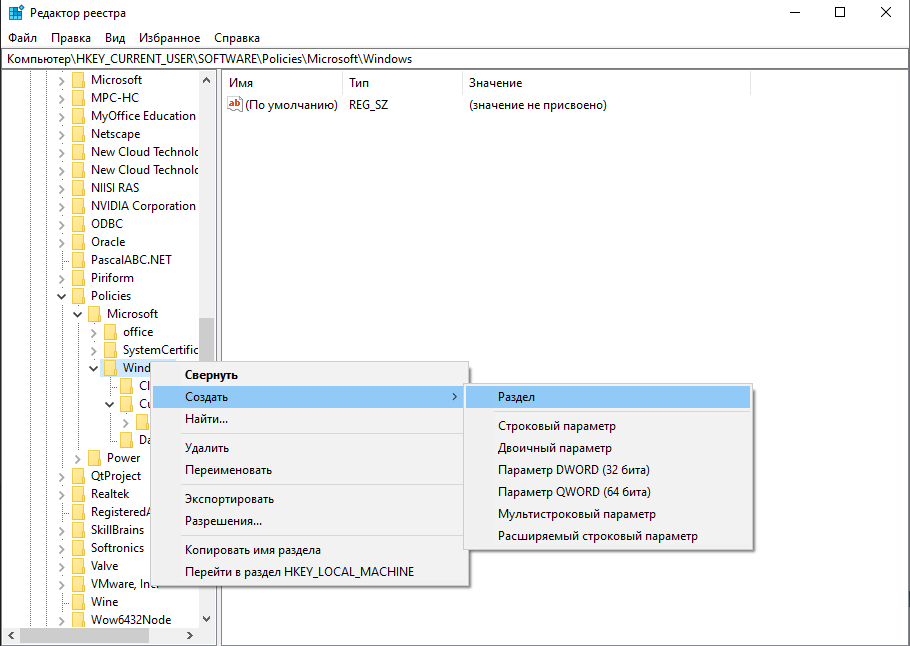 Редактор реестра
Файл Правка Вид Избранное Справка
Компьютер\HKEY_CURRENT_USER\SOFTWARE\Policies\Microsoft\Windows
Имя Тип Значение
(По умолчанию) REG_SZ (значение не присвоено)
Microsoft
MPC-HC
MyOffice Education
Netscape
New Cloud Technolo
New Cloud Technolo
NIISI RAS
NVIDIA Corporation
ODBC
Oracle
PascalABC.NET
Piriform
Policies
Microsoft
office
SystemCertific
Wind
Cl
Cu
Da
Power
QtProject
Realtek
RegisteredA
SkillBrains
Softronics
Valve
VMware, Inc.
Wine
Wow6432Node
Свернуть
Создать
Найти...
Удалить
Переименовать
Экспортировать
Разрешения...
Копировать имя раздела
Перейти в раздел HKEY_LOCAL_MACHINE
Раздел
Строковый параметр
Двоичный параметр
Параметр DWORD (32 бита)
Параметр QWORD (64 бита)
Мультистроковый параметр
Расширяемый строковый параметр